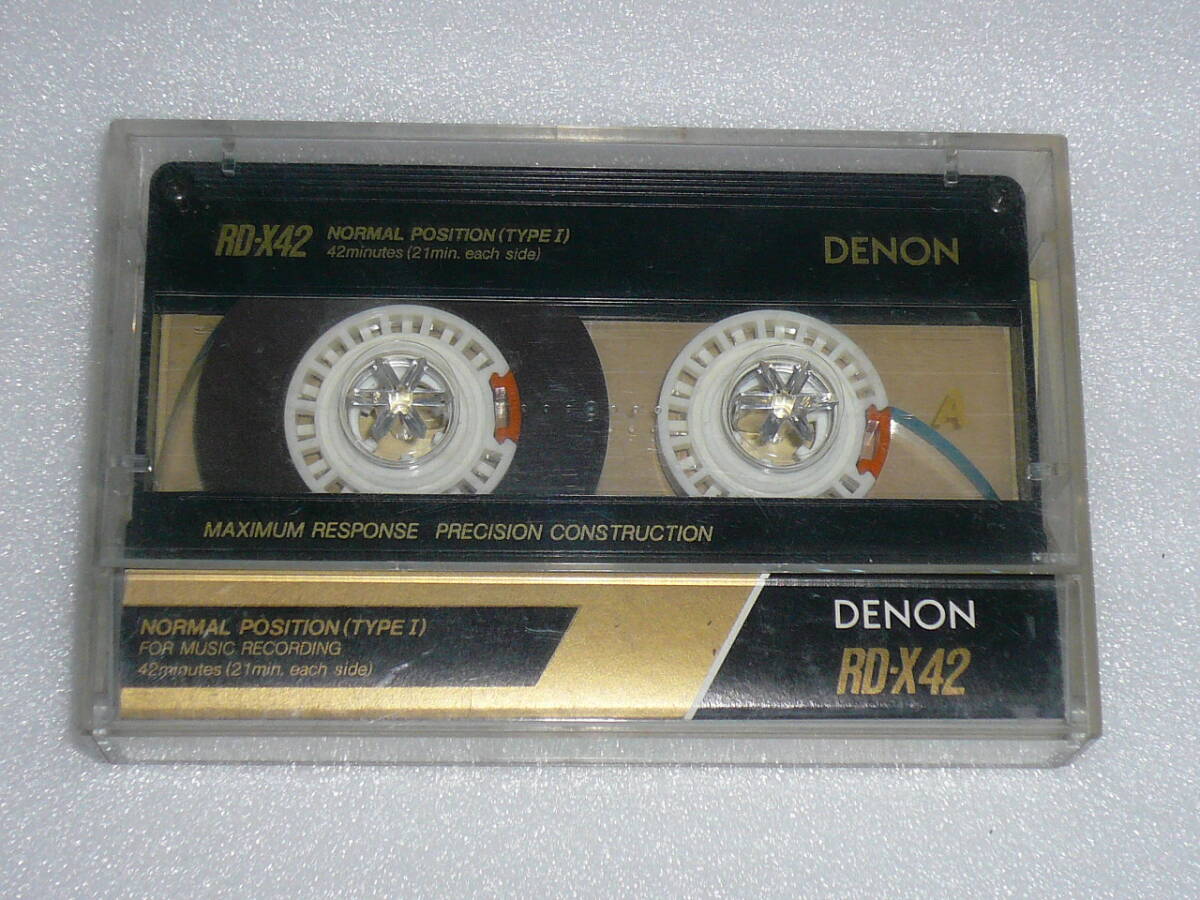 RD-X42 NORMAL POSITION (TYPE I) DENON
42minutes (21min. each side)
A
MAXIMUM RESPONSE PRECISION CONSTRUCTION
NORMAL POSITION (TYPE I)
FOR MUSIC RECORDING
42minutes (21min. each side)
DENON
RD-X42